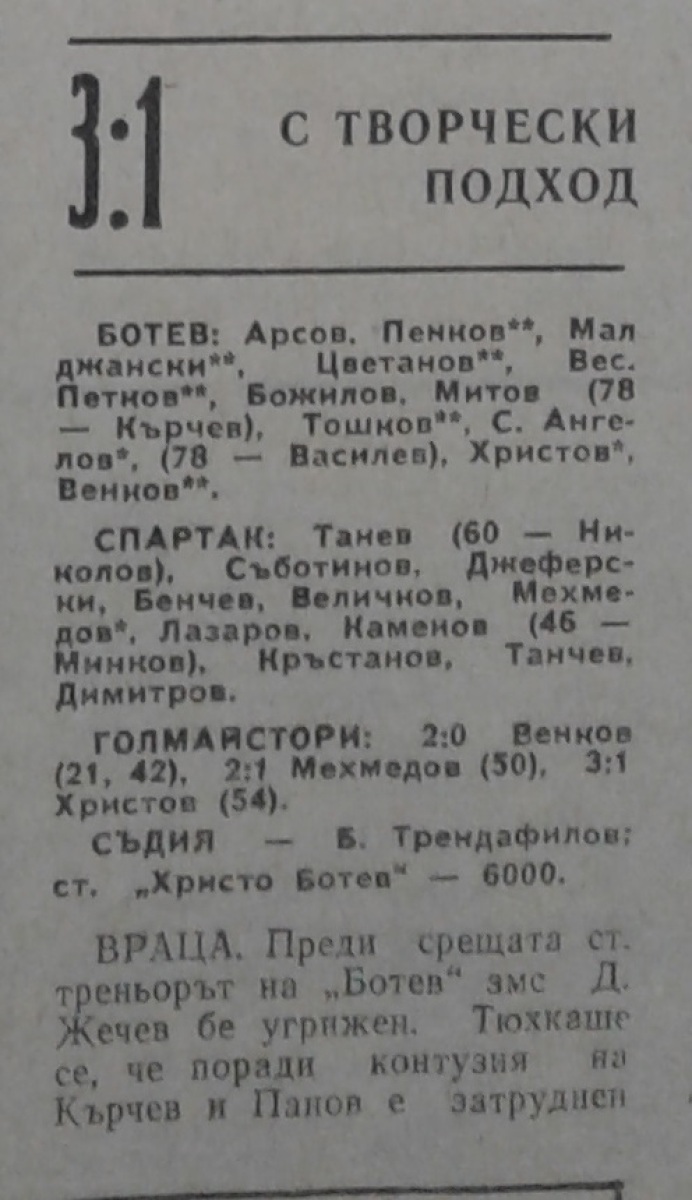 3:1
С ТВОРЧЕСКИ
ПОДХОД
БОТЕВ: Арсов, Пенков**, Мал
джански**, Цветанов**, Вес.
Петков**, Божилов, Митов (78
— Кърчев), Тошков**, С. Анге-
лов*, (78 — Василев), Христов*,
Венков**.
СПАРТАК: Танев (60 — Ни-
колов), Съботинов, Джеферс-
ки, Бенчев, Величков, Мехме-
дов*, Лазаров, Каменов (46 —
Минков), Кръстанов, Танчев,
Димитров.
ГОЛМАЙСТОРИ: 2:0 Венков
(21, 42), 2:1 Мехмедов (50), 3:1
Христов (54).
СЪДИЯ — Б. Трендафилов;
ст. „Христо Ботев“ — 6000.
ВРАЦА. Преди срещата ст.
треньорът на „Ботев“ змс Д.
Жечев бе угрижен. Тюхкаше
се, че поради контузия на
Кърчев и Панов е затруднен